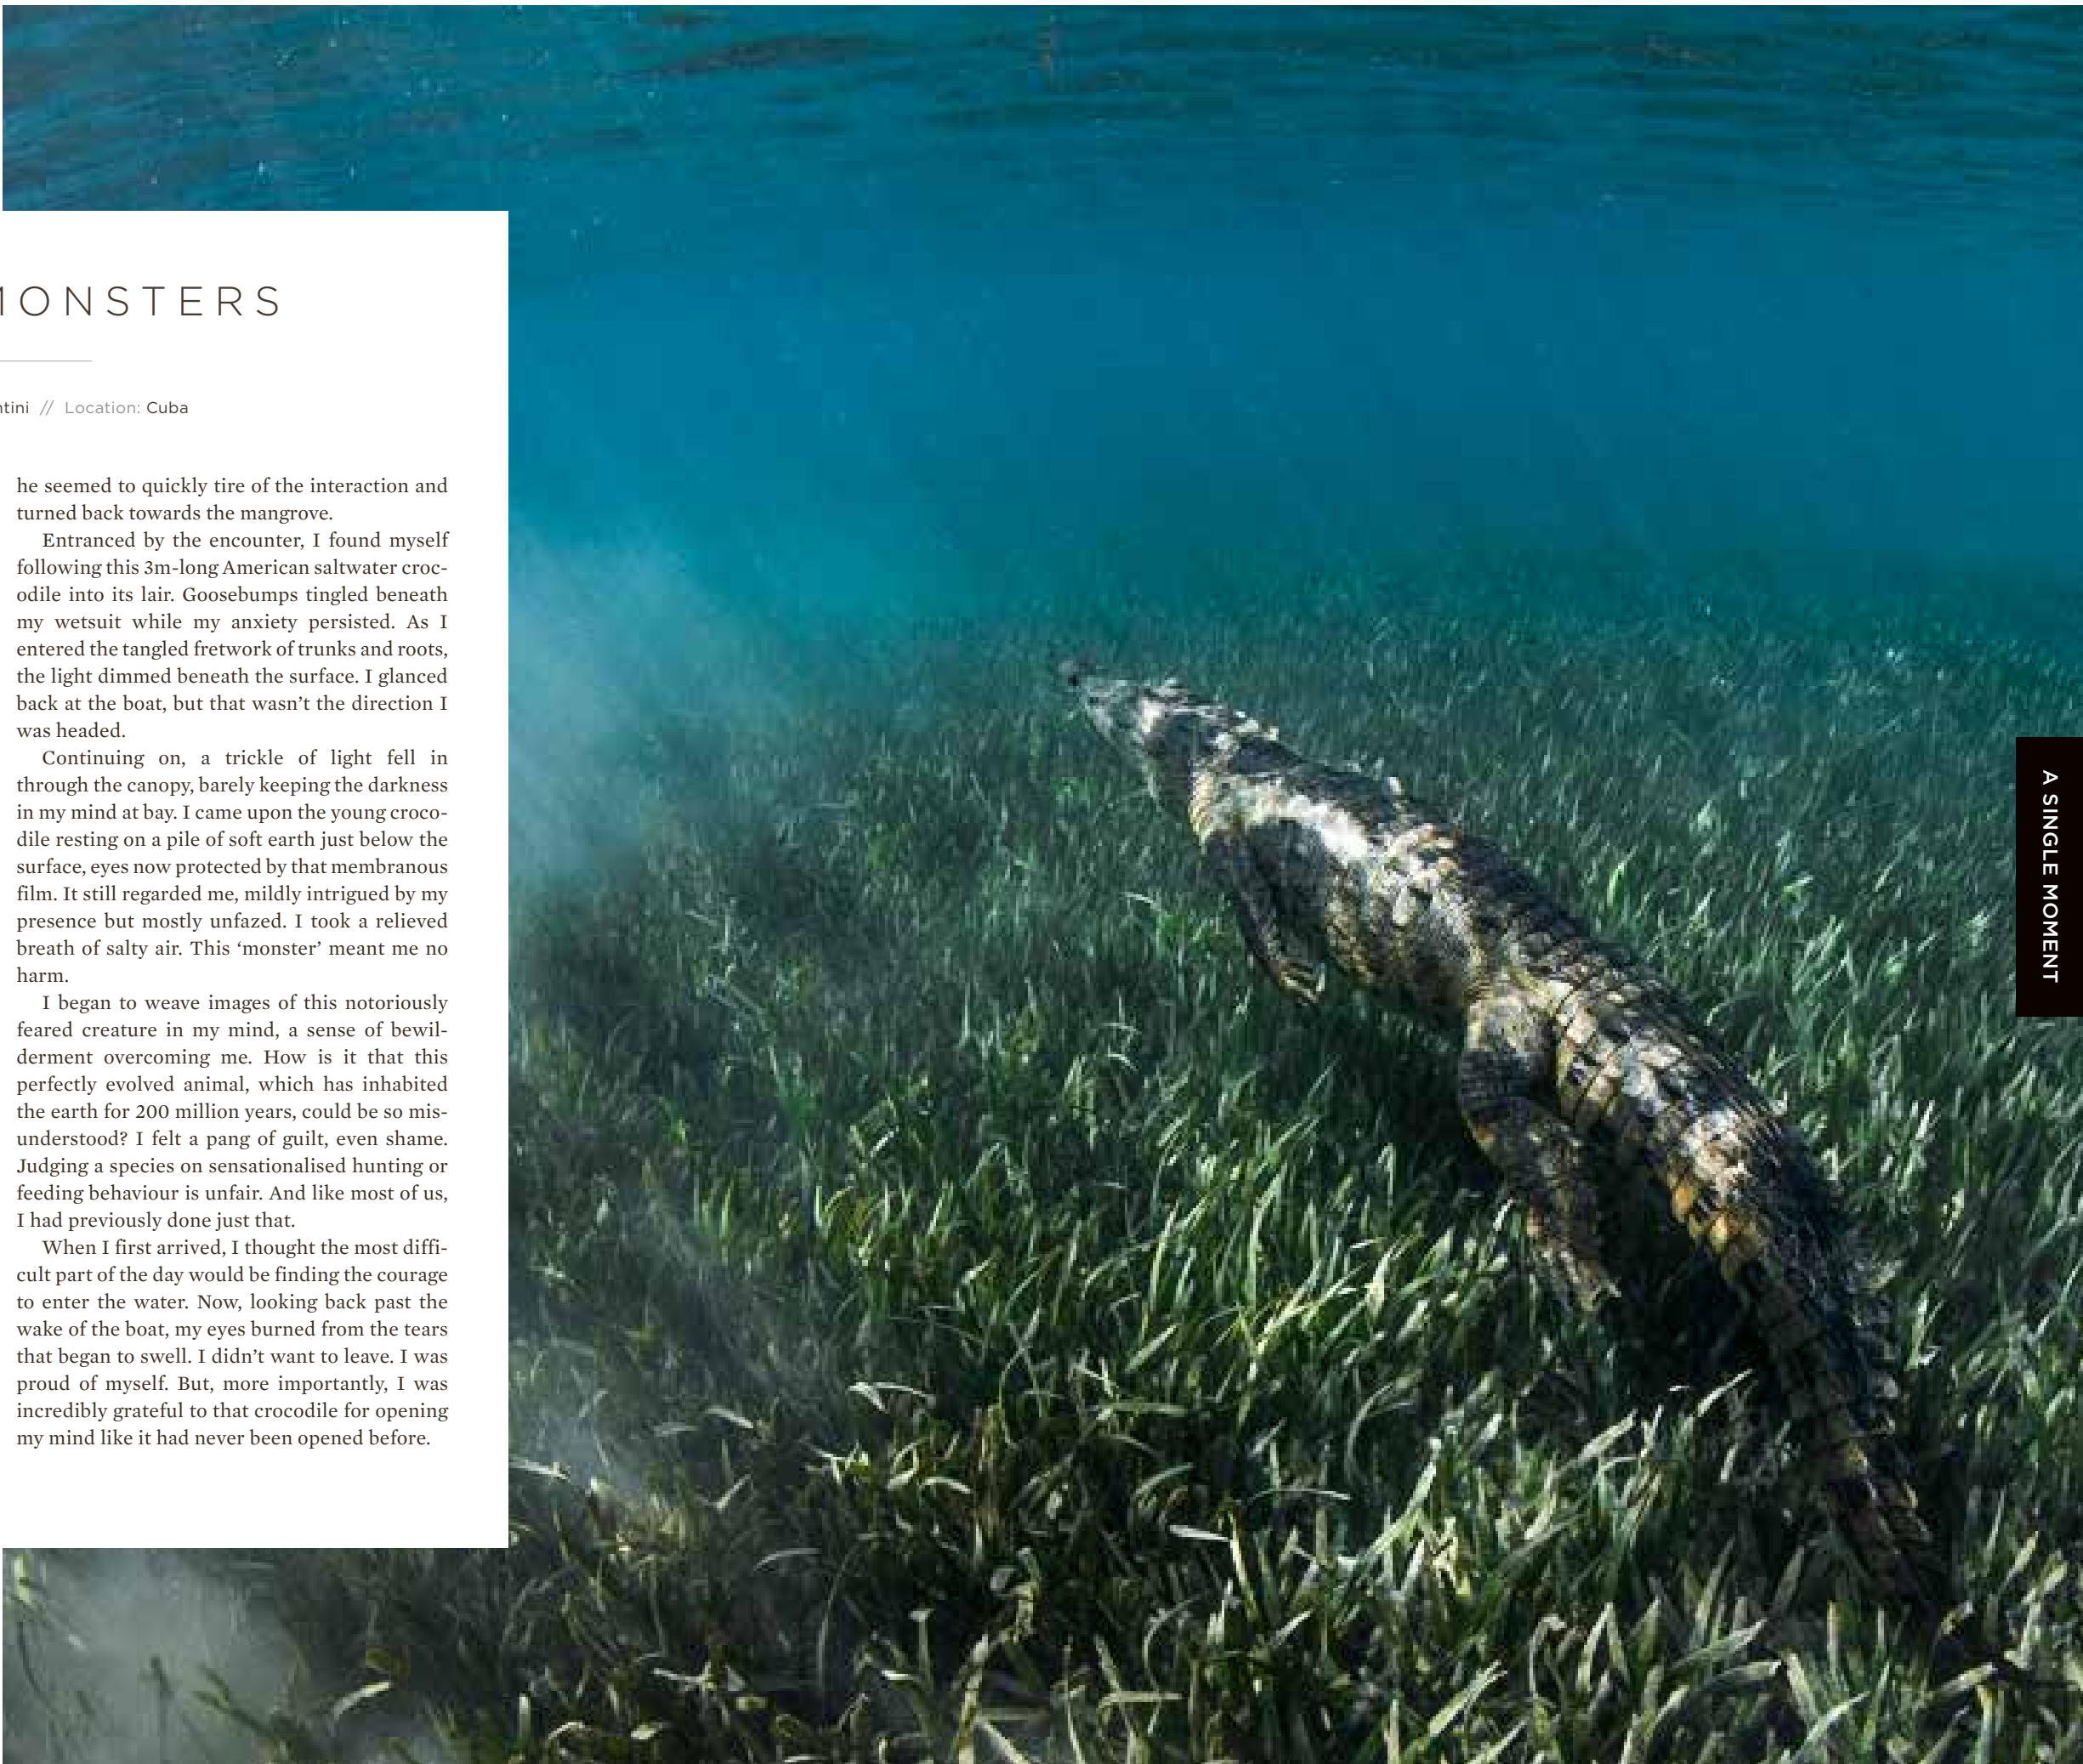 MONSTERS
ntini // Location: Cuba
he seemed to quickly tire of the interaction and
turned back towards the mangrove.
Entranced by the encounter, I found myself
following this 3m-long American saltwater croc-
odile into its lair. Goosebumps tingled beneath
my wetsuit while my anxiety persisted. As I
entered the tangled fretwork of trunks and roots,
the light dimmed beneath the surface. I glanced
back at the boat, but that wasn’t the direction I
was headed.
Continuing on, a trickle of light fell in
through the canopy, barely keeping the darkness
in my mind at bay. I came upon the young croco-
dile resting on a pile of soft earth just below the
surface, eyes now protected by that membranous
film. It still regarded me, mildly intrigued by my
presence but mostly unfazed. I took a relieved
breath of salty air. This ‘monster’ meant me no
harm.
I began to weave images of this notoriously
feared creature in my mind, a sense of bewil-
derment overcoming me. How is it that this
perfectly evolved animal, which has inhabited
the earth for 200 million years, could be so mis-
understood? I felt a pang of guilt, even shame.
Judging a species on sensationalised hunting or
feeding behaviour is unfair. And like most of us,
I had previously done just that.
When I first arrived, I thought the most diffi-
cult part of the day would be finding the courage
to enter the water. Now, looking back past the
wake of the boat, my eyes burned from the tears
that began to swell. I didn’t want to leave. I was
proud of myself. But, more importantly, I was
incredibly grateful to that crocodile for opening
my mind like it had never been opened before.
A SINGLE MOMENT